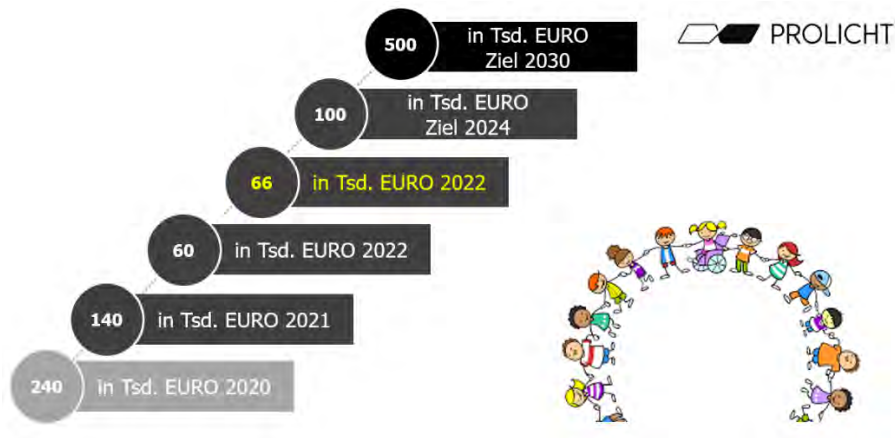 500
in Tsd. EURO
Ziel 2030
PROLICHT
100
in Tsd. EURO
Ziel 2024
66
in Tsd. EURO 2022
60
in Tsd. EURO 2022
140
in Tsd. EURO 2021
240
in Tsd. EURO 2020